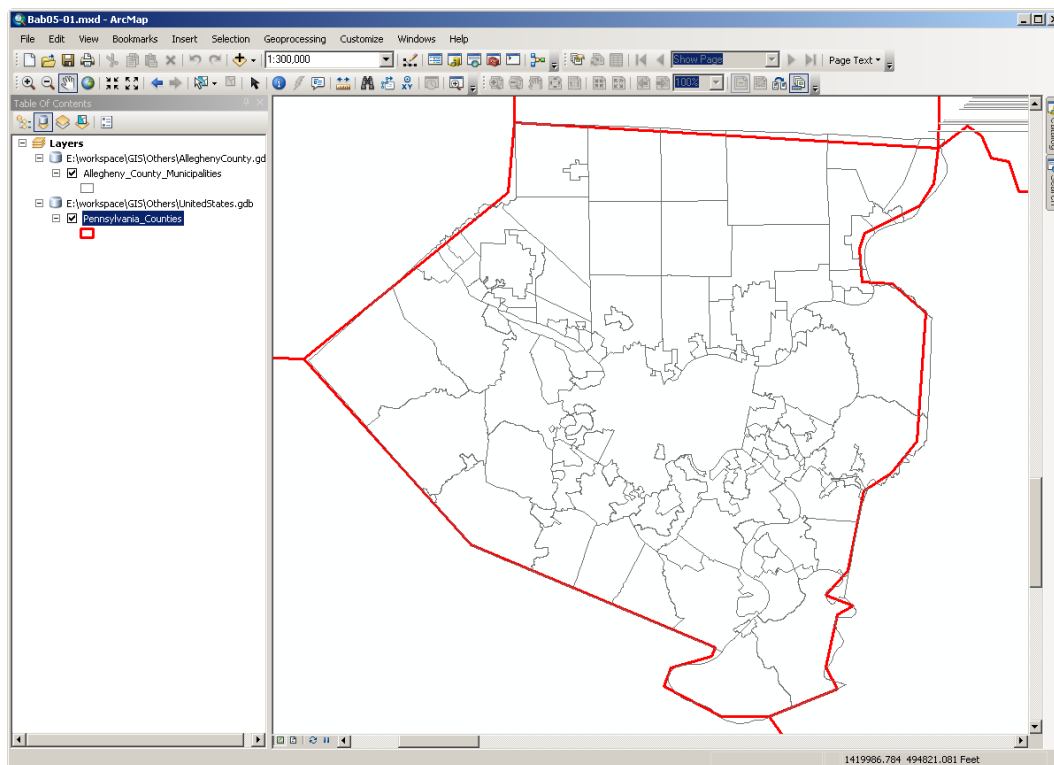 Bab05-01.mxd - ArcMap
File Edit View Bookmarks Insert Selection Geoprocessing Customize Windows Help
1:300,000 Show Page Page Text
100%
Table Of Contents
Layers
E:\workspace\GIS\Others\AlleghenyCounty.gd
Allegheny_County_Municipalities
E:\workspace\GIS\Others\UnitedStates.gdb
Pennsylvania_Counties
1419986.784 494821.081 Feet